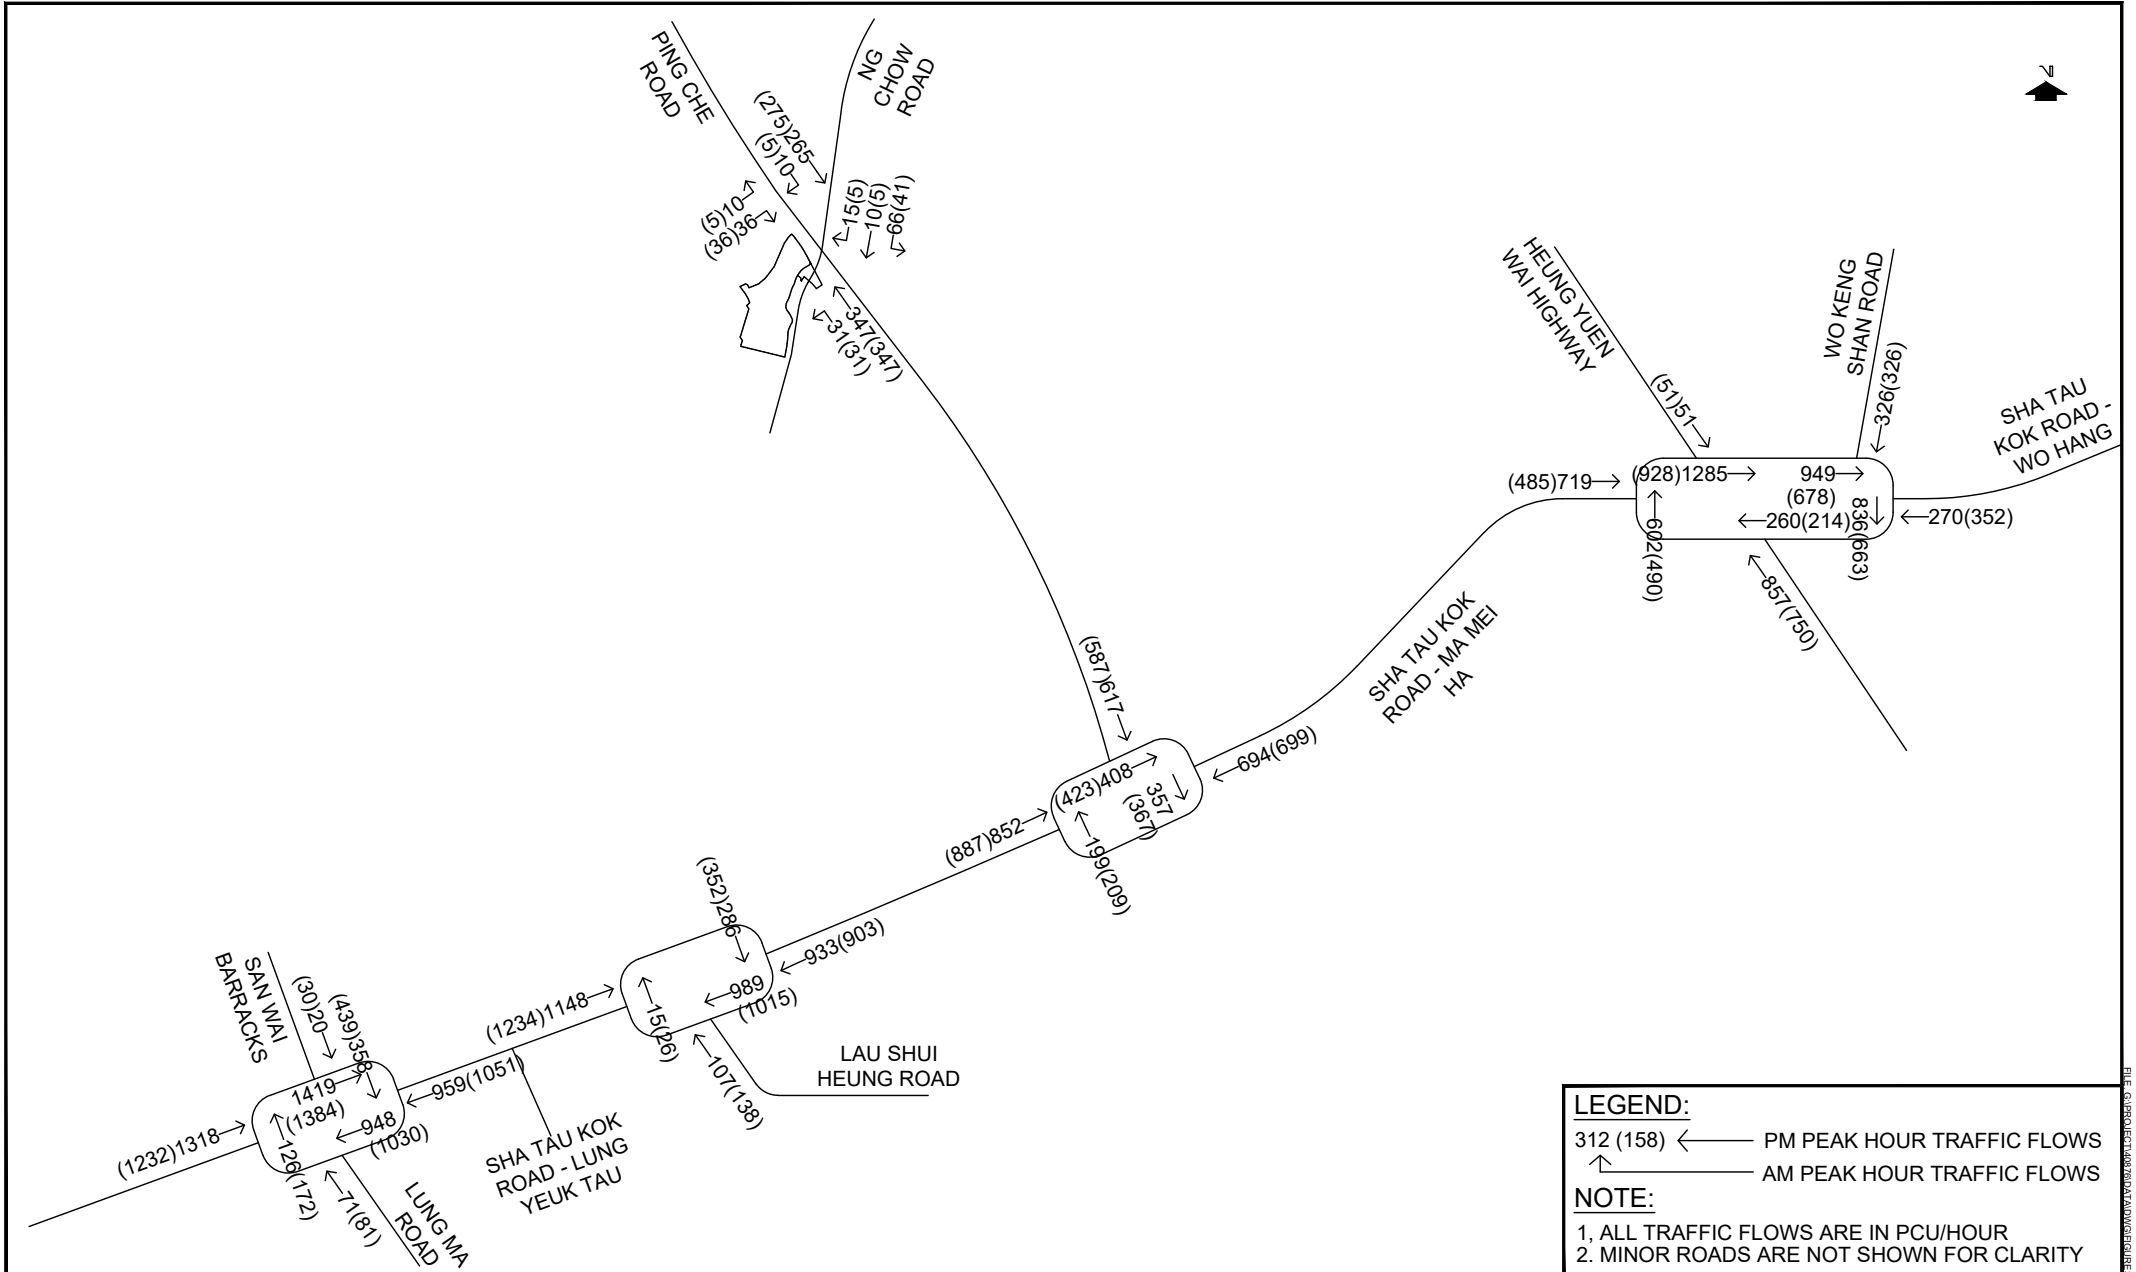 PING CHE
ROAD
NG
CHOW
ROAD
N
(275)265
(5)10
(5)10
(36)36
15(5)
10(5)
66(41)
347(347)
31(31)
HEUNG YUEN
WAI HIGHWAY
WO KENG
SHAN ROAD
SHA TAU
KOK ROAD -
WO HANG
(51)51
326(326)
(485)719
(928)1285
949
(678)
260(214)
836(663)
602(490)
270(352)
857(750)
SHA TAU KOK
ROAD - MA MEI
HA
(587)617
694(699)
(423)408
357
(367)
199(209)
(887)852
933(903)
(352)286
989
(1015)
15(26)
(1234)1148
107(138)
LAU SHUI
HEUNG ROAD
SAN WAI
BARRACKS
(30)20
(439)358
1419
(1384)
948
(1030)
126(172)
959(1051)
(1232)1318
71(81)
LUNG MA
ROAD
SHA TAU KOK
ROAD - LUNG
YEUK TAU
LEGEND:
312 (158) PM PEAK HOUR TRAFFIC FLOWS
AM PEAK HOUR TRAFFIC FLOWS
NOTE:
1, ALL TRAFFIC FLOWS ARE IN PCU/HOUR
2. MINOR ROADS ARE NOT SHOWN FOR CLARITY